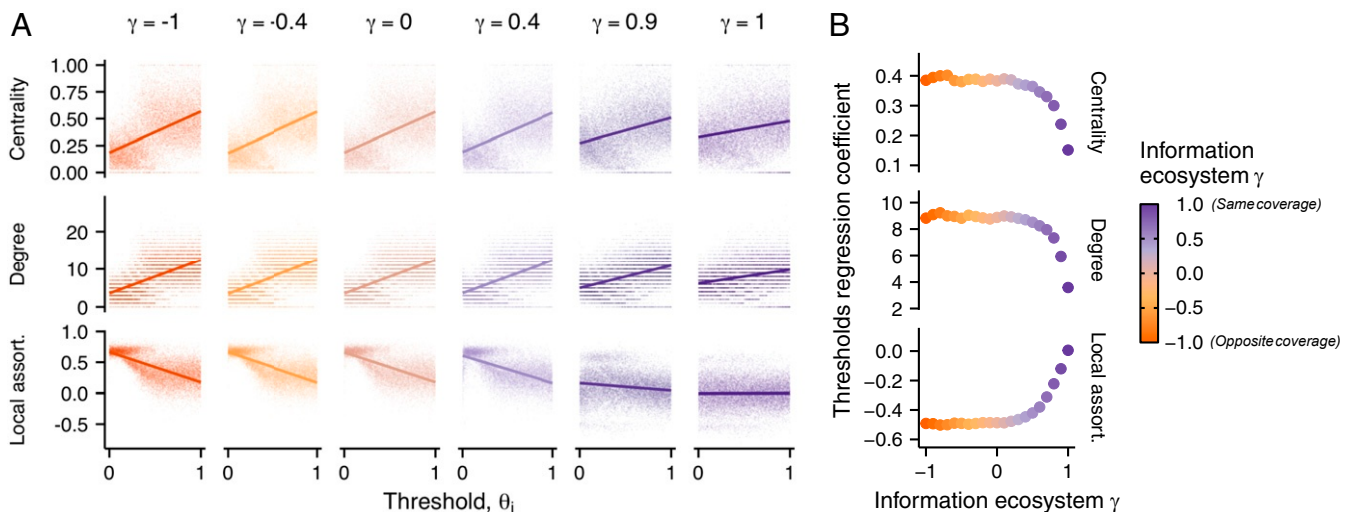 A
γ = -1
γ = -0.4
γ = 0
γ = 0.4
γ = 0.9
γ = 1
Centrality
1.00
0.75
0.50
0.25
0.00
Degree
20
10
0
Local assort.
1.0
0.5
0.0
−0.5
0 1 0 1 0 1 0 1 0 1 0 1
Threshold, θi
B
Thresholds regression coefficient
0.4
0.3
0.2
0.1
Centrality
10
8
6
4
2
Degree
0.0
−0.2
−0.4
−0.6
Local assort.
−1 0 1
Information ecosystem γ
Information
ecosystem γ
1.0 (Same coverage)
0.5
0.0
−0.5
−1.0 (Opposite coverage)